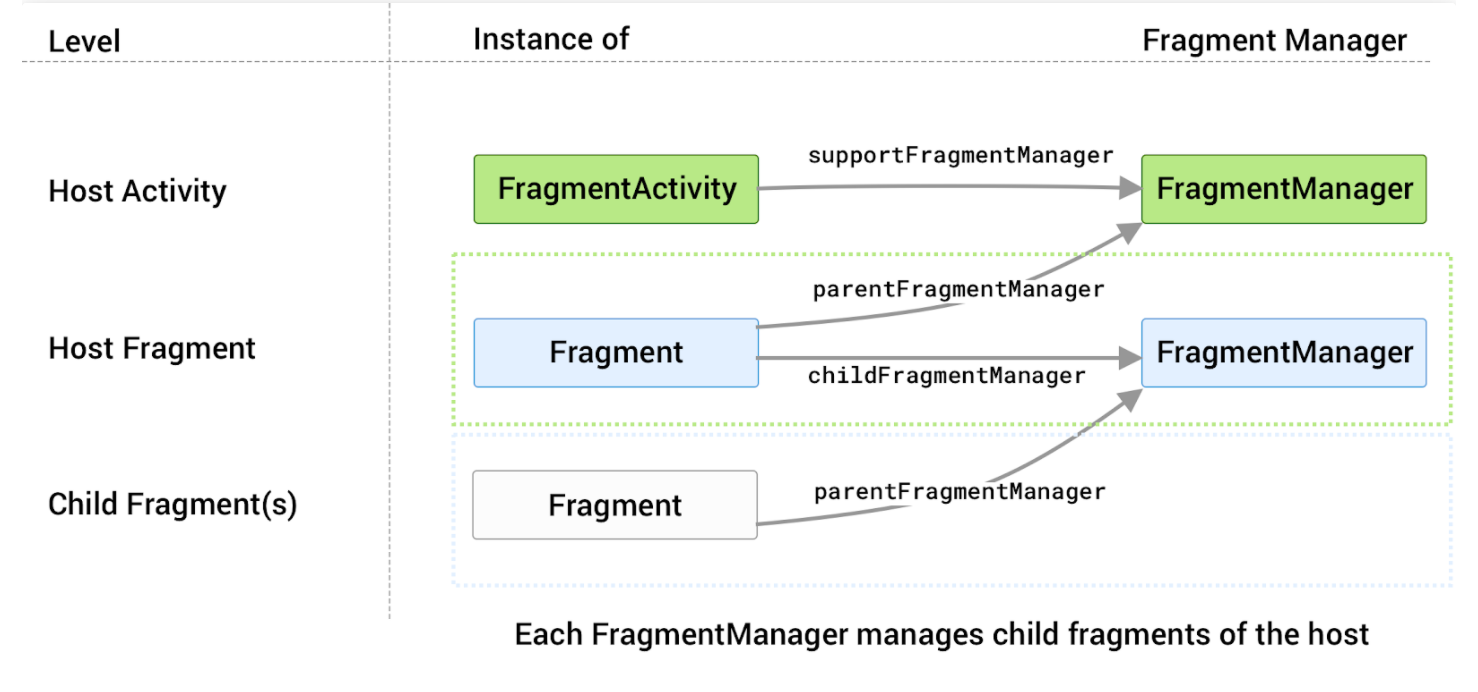 Level
Instance of
Fragment Manager
Host Activity
FragmentActivity
supportFragmentManager
FragmentManager
parentFragmentManager
Host Fragment
Fragment
childFragmentManager
FragmentManager
Child Fragment(s)
Fragment
parentFragmentManager
Each FragmentManager manages child fragments of the host